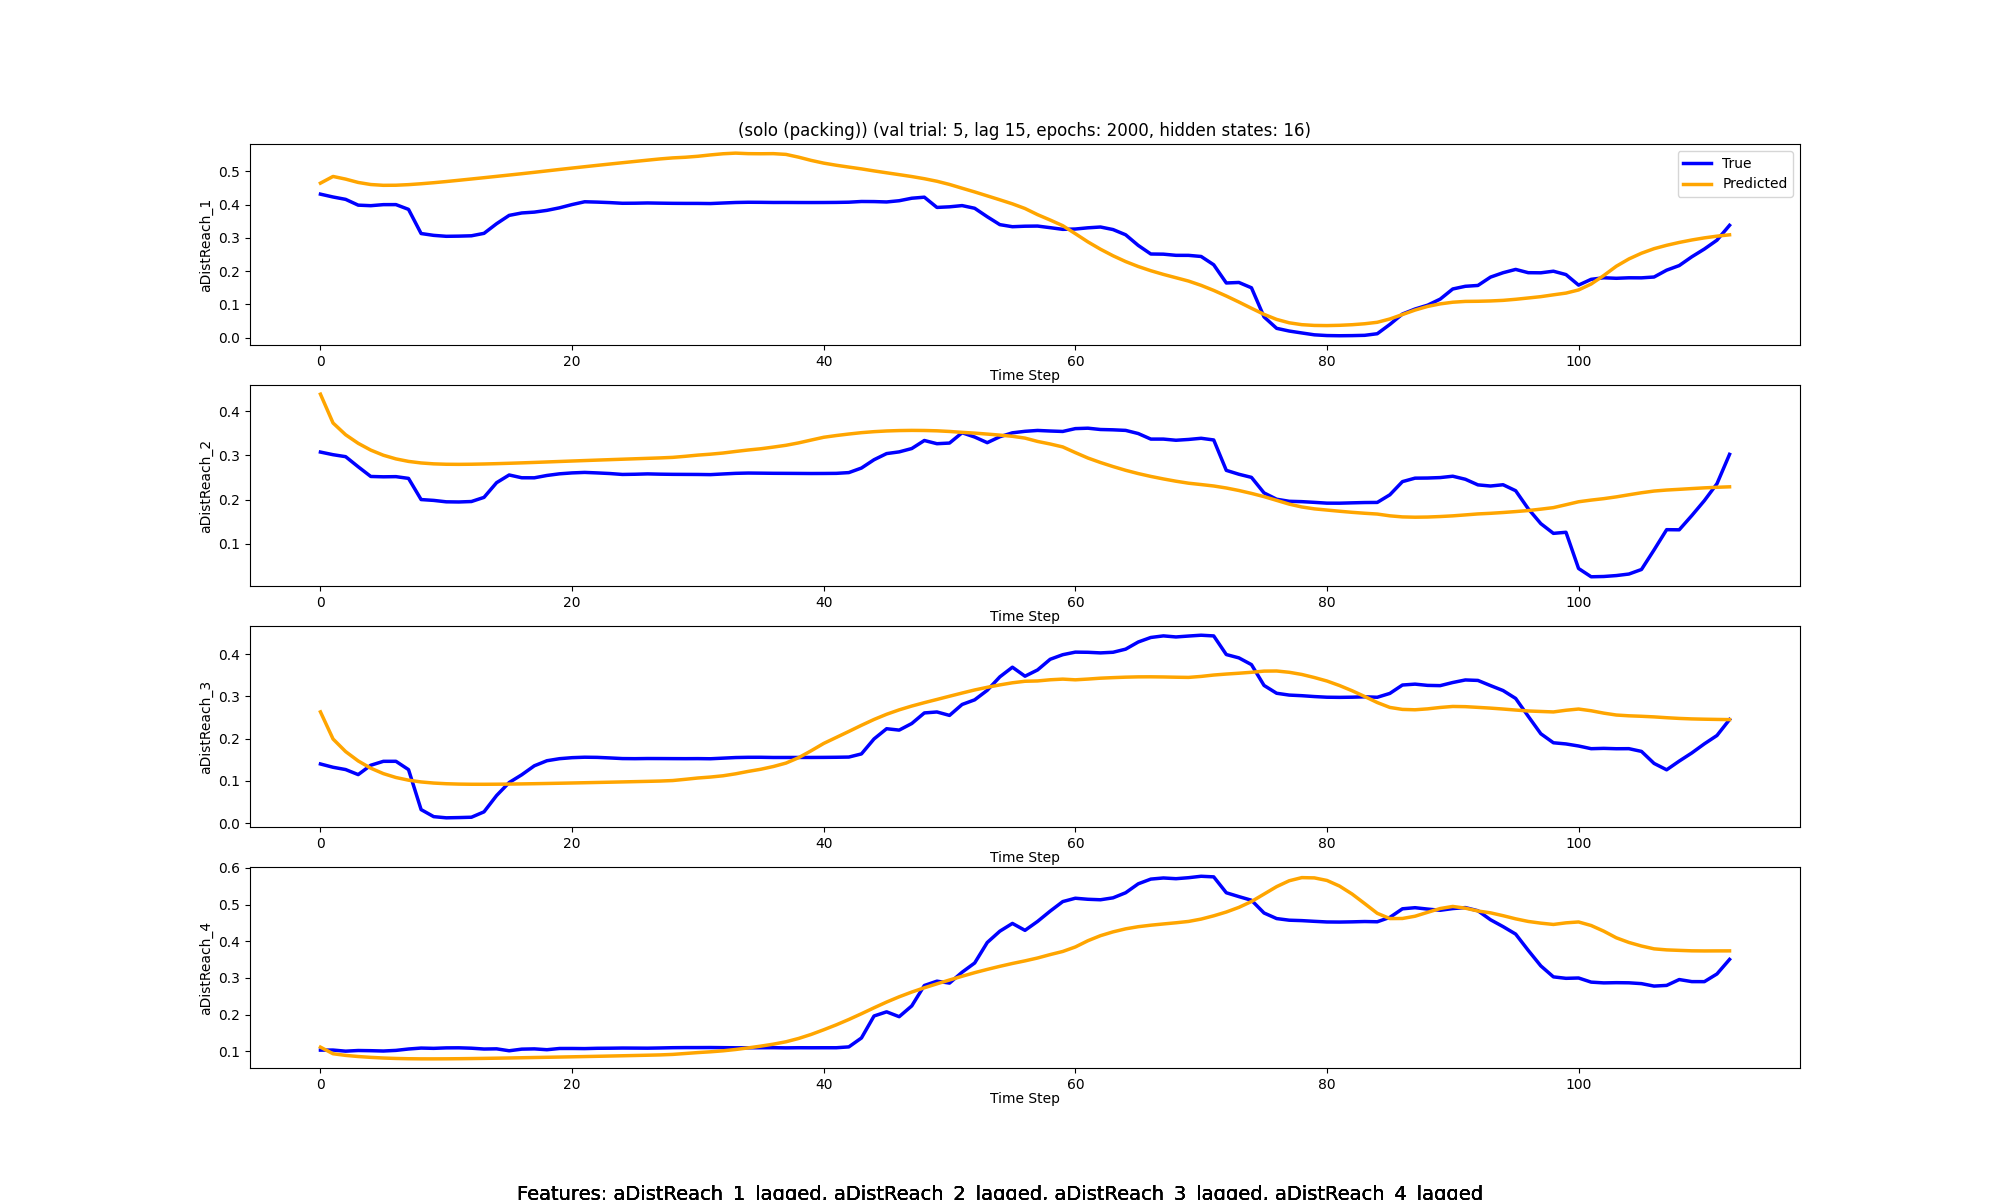 (solo (packing)) (val trial: 5, lag 15, epochs: 2000, hidden states: 16)
aDistReach_1
0.5
0.4
0.3
0.2
0.1
0.0
True
Predicted
0 20 40 60 80 100
Time Step
aDistReach_2
0.4
0.3
0.2
0.1
0 20 40 60 80 100
Time Step
aDistReach_3
0.4
0.3
0.2
0.1
0.0
0 20 40 60 80 100
Time Step
aDistReach_4
0.6
0.5
0.4
0.3
0.2
0.1
0 20 40 60 80 100
Time Step
Features: aDistReach_1_lagged, aDistReach_2_lagged, aDistReach_3_lagged, aDistReach_4_lagged